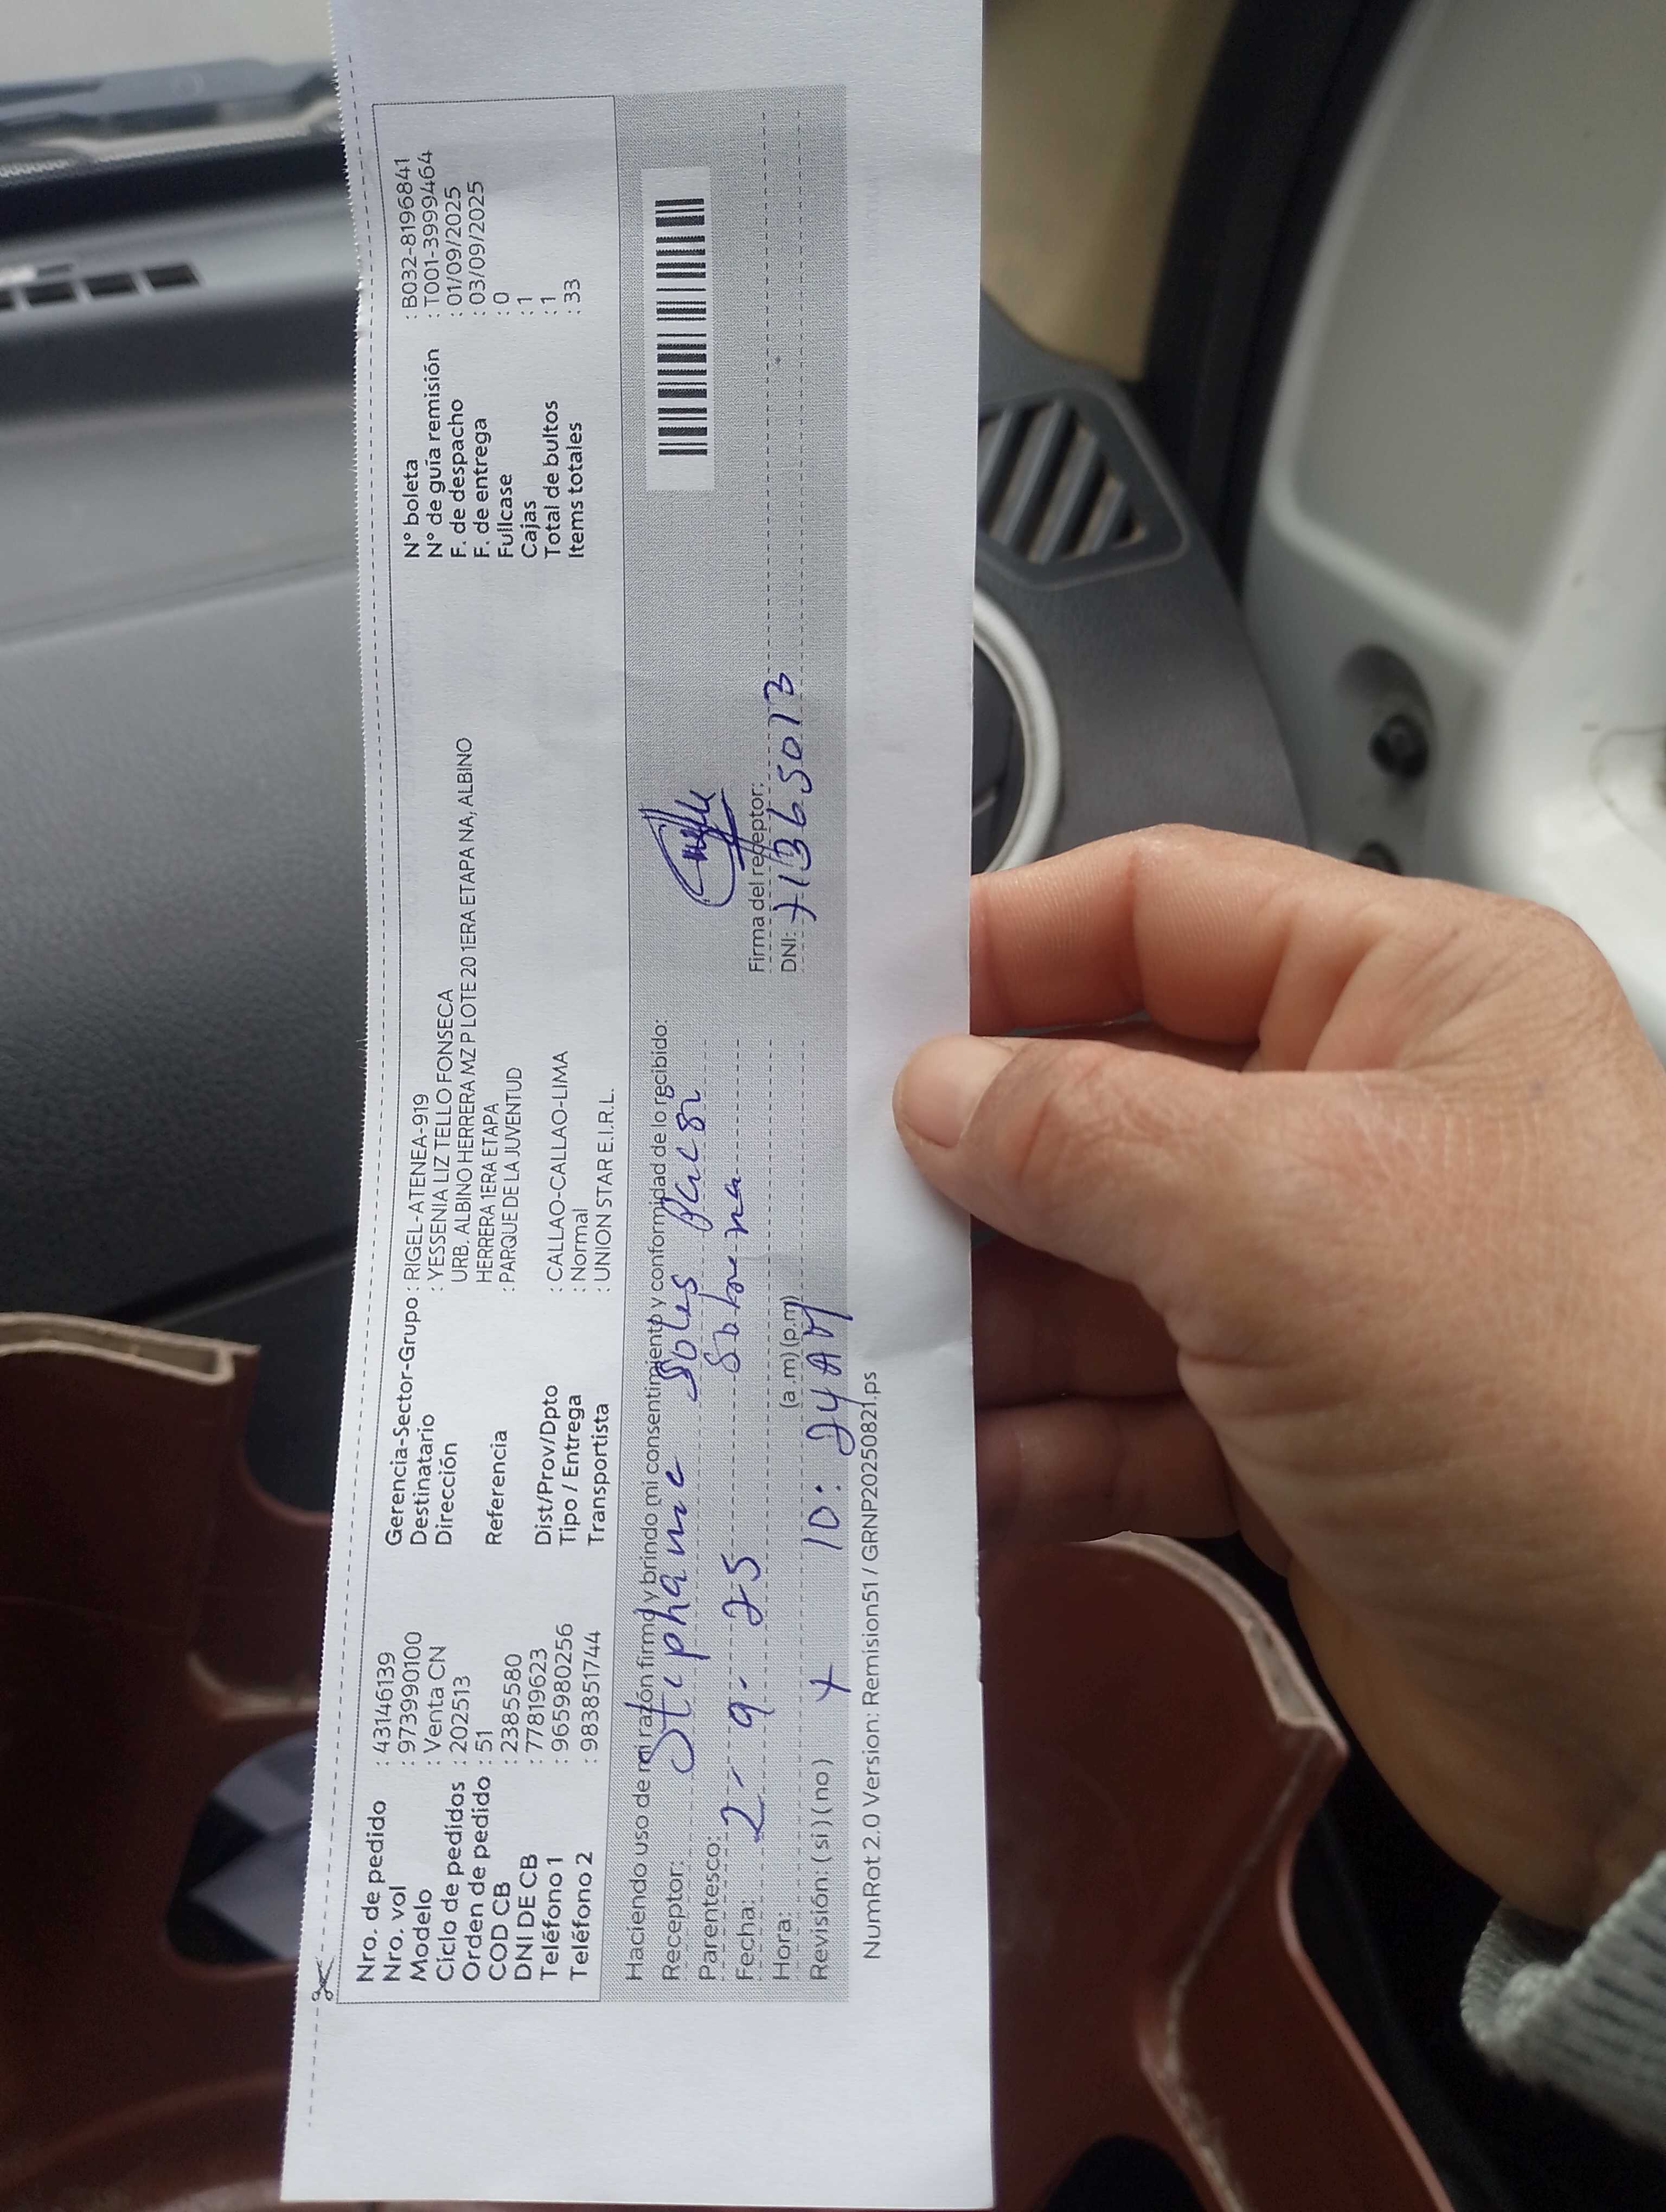 Nro. de pedido : 43146139
Nro. vol : 973990100
Modelo : Venta CN
Ciclo de pedidos : 202513
Orden de pedido : 51
COD CB : 2385580
DNI DE CB : 77819623
Teléfono 1 : 965980256
Teléfono 2 : 983851744
Gerencia-Sector-Grupo : RIGEL-ATENEA-919
Destinatario : YESSENIA LIZ TELLO FONSECA
Dirección URB. ALBINO HERRERA MZ P LOTE 20 1ERA ETAPA NA, ALBINO
HERRERA 1ERA ETAPA
Referencia : PARQUE DE LA JUVENTUD
Dist/Prov/Dpto : CALLAO-CALLAO-LIMA
Tipo / Entrega : Normal
Transportista : UNION STAR E.I.R.L.
N° boleta : B032-8196841
N° de guía remisión : T001-3999464
F. de despacho : 01/09/2025
F. de entrega : 03/09/2025
Fullcase : 0
Cajas : 1
Total de bultos : 1
Items totales : 33
Haciendo uso de mi razón firmo y brindo mi consentimiento y conformidad de lo recibido:
Receptor: Stephanie Soles
Parentesco: Sobrina
Fecha: 2-9-25
Hora: 10:24 AM (a.m) (p.m)
Revisión: (si) (no)
Firma del receptor:
DNI: 71365073
NumRot 2.0 Version: Remision51 / GRNP20250821.ps